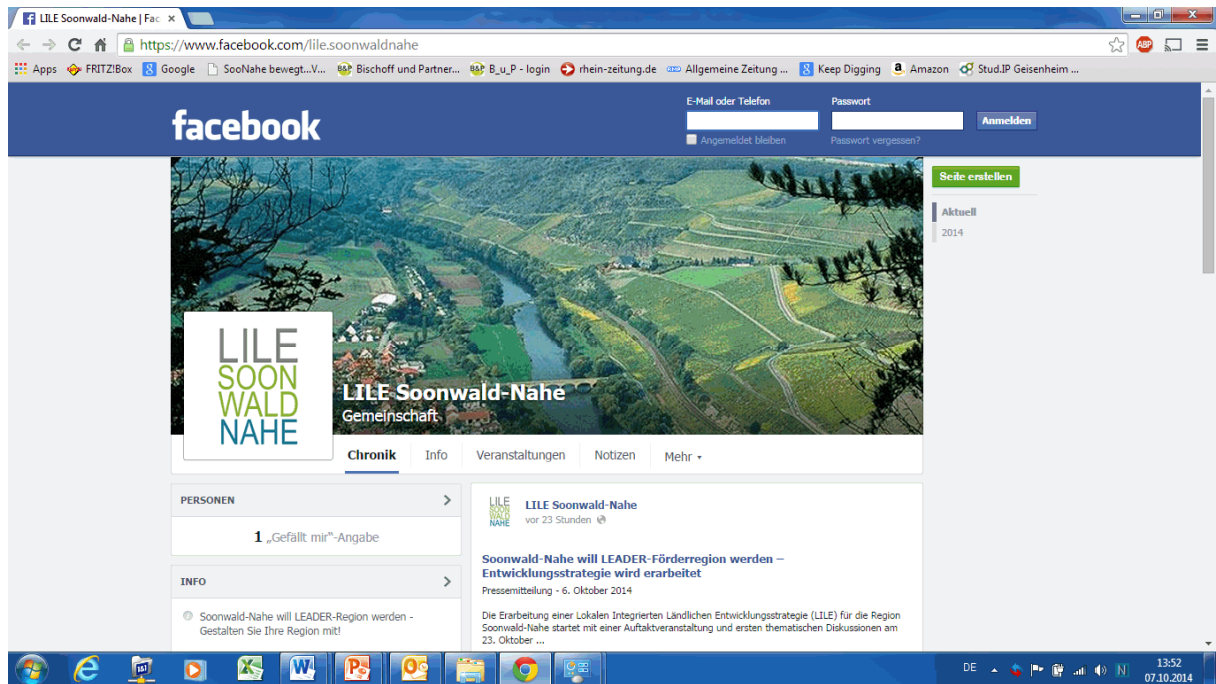 LILE Soonwald-Nahe | Fac
https://www.facebook.com/lile.soonwaldnahe
ABP
Apps FRITZ!Box Google SooNahe bewegt...V... B&P Bischoff und Partner... B&P B_u_P - login rhein-zeitung.de Allgemeine Zeitung ... Keep Digging Amazon Stud.IP Geisenheim ...
E-Mail oder Telefon Passwort
facebook
Anmelden
Angemeldet bleiben Passwort vergessen?
Seite erstellen
Aktuell
2014
LILE
SOON
WALD
NAHE
LILE Soonwald-Nahe
Gemeinschaft
Chronik Info Veranstaltungen Notizen Mehr
PERSONEN
1 „Gefällt mir“-Angabe
INFO
Soonwald-Nahe will LEADER-Region werden -
Gestalten Sie Ihre Region mit!
LILE
SOON
WALD
NAHE
LILE Soonwald-Nahe
vor 23 Stunden
Soonwald-Nahe will LEADER-Förderregion werden –
Entwicklungsstrategie wird erarbeitet
Pressemitteilung - 6. Oktober 2014
Die Erarbeitung einer Lokalen Integrierten Ländlichen Entwicklungsstrategie (LILE) für die Region
Soonwald-Nahe startet mit einer Auftaktveranstaltung und ersten thematischen Diskussionen am
23. Oktober ...
DE 13:52
07.10.2014